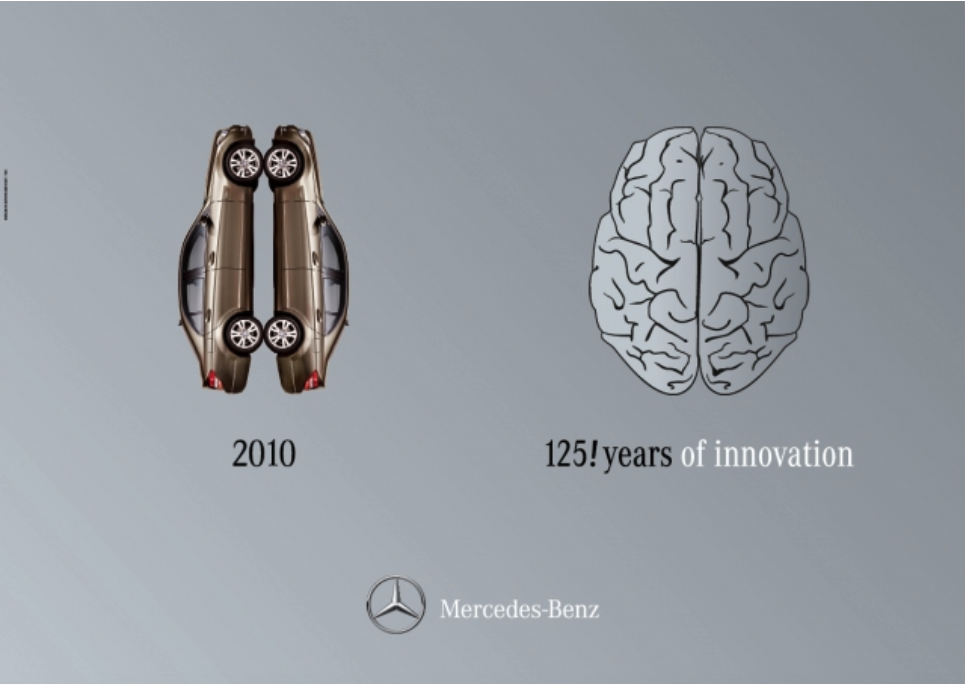 2010
125! years of innovation
Mercedes-Benz